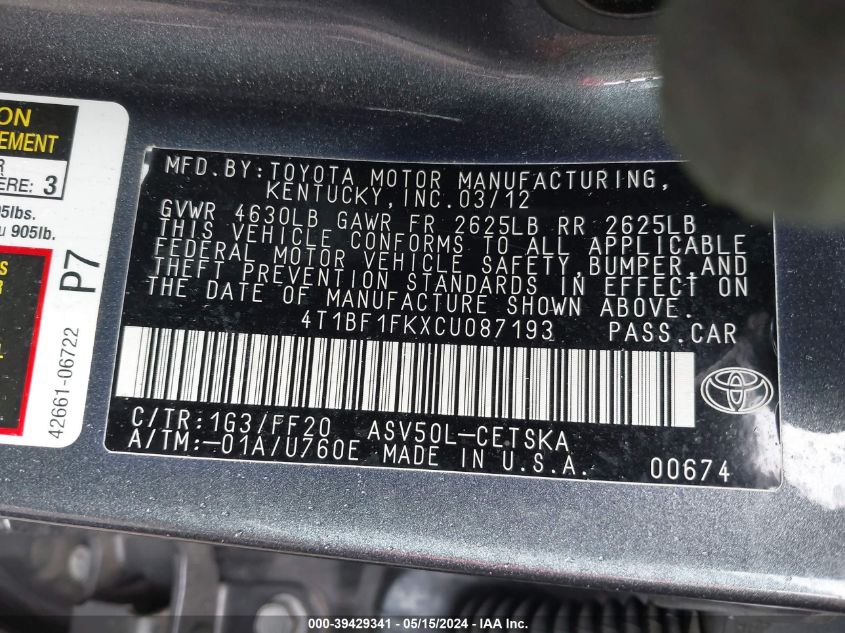 ON
EMENT
R
ERE: 3
5lbs.
u 905lb.
S
R
P7
42661-06722
MFD. BY: TOYOTA MOTOR MANUFACTURING,
KENTUCKY, INC. 03/12
GVWR 4630LB GAWR FR 2625LB RR 2625LB
THIS VEHICLE CONFORMS TO ALL APPLICABLE
FEDERAL MOTOR VEHICLE SAFETY, BUMPER, AND
THEFT PREVENTION STANDARDS IN EFFECT ON
THE DATE OF MANUFACTURE SHOWN ABOVE.
4T1BF1FKXCU087193 PASS. CAR
C/TR: 1G3/FF20 ASV50L-CETSKA
A/TM:-01A/U760E MADE IN U.S.A. 00674
000-39429341 - 05/15/2024 - IAA Inc.